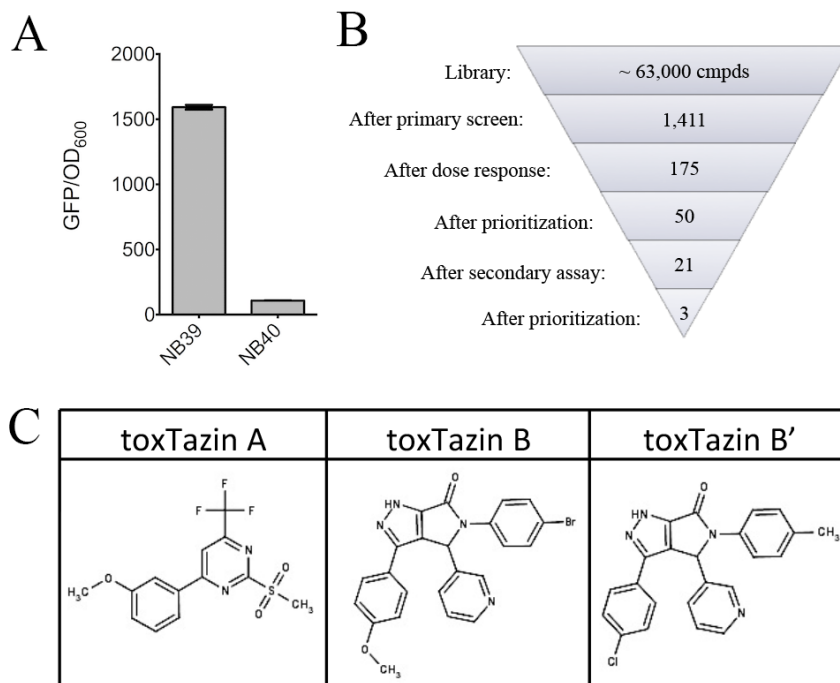 A
GFP/OD600
2000
1500
1000
500
0
NB39
NB40
B
Library: ~ 63,000 cmpds
After primary screen: 1,411
After dose response: 175
After prioritization: 50
After secondary assay: 21
After prioritization: 3
C
toxTazin A
toxTazin B
toxTazin B'
F
F
F
O
H₃C
N
N
S
O
O
CH₃
O
HN
N
N
Br
N
O
CH₃
O
HN
N
N
CH₃
N
Cl